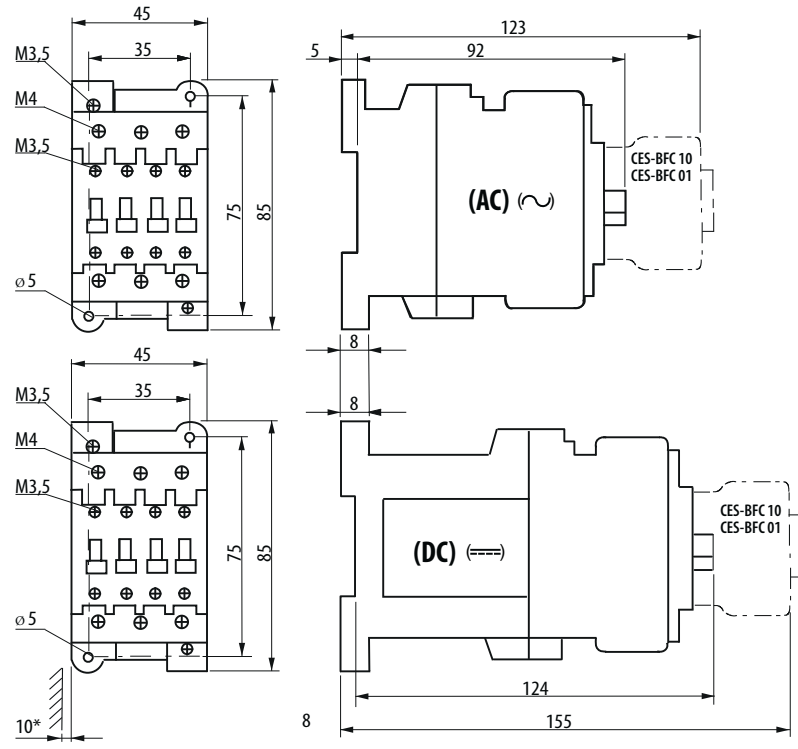 45
35
M3,5
M4
M3,5
75
85
ø5
123
5
92
CES-BFC 10
CES-BFC 01
(AC)
8
45
35
M3,5
M4
M3,5
75
85
ø5
10*
8
CES-BFC 10
CES-BFC 01
(DC)
124
8
155